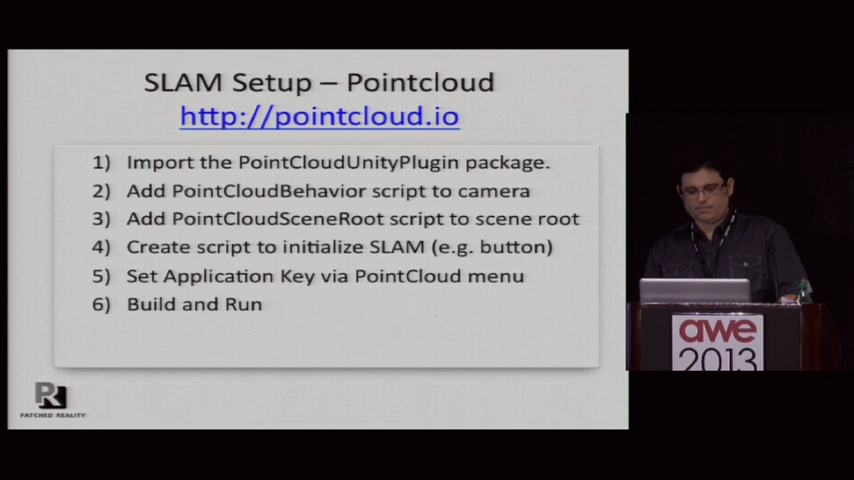 SLAM Setup – Pointcloud
http://pointcloud.io
1) Import the PointCloudUnityPlugin package.
2) Add PointCloudBehavior script to camera
3) Add PointCloudSceneRoot script to scene root
4) Create script to initialize SLAM (e.g. button)
5) Set Application Key via PointCloud menu
6) Build and Run
PATCHED REALITY
awe
2013